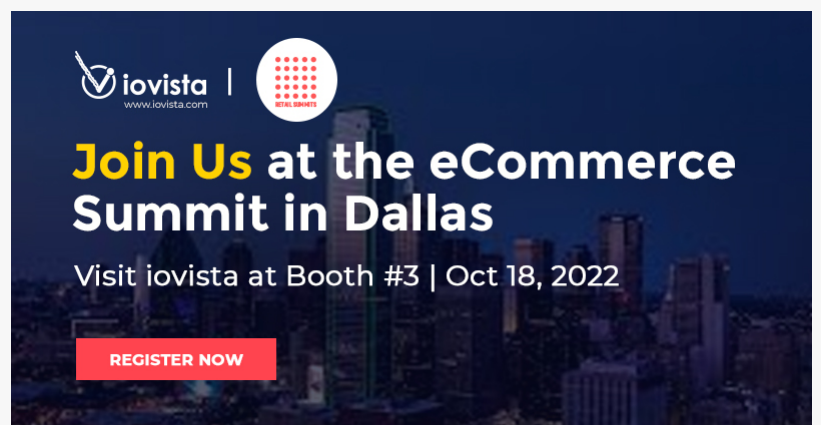 iovista |
www.iovista.com
RETAIL SUMMITS
Join Us at the eCommerce
Summit in Dallas
Visit iovista at Booth #3 | Oct 18, 2022
REGISTER NOW